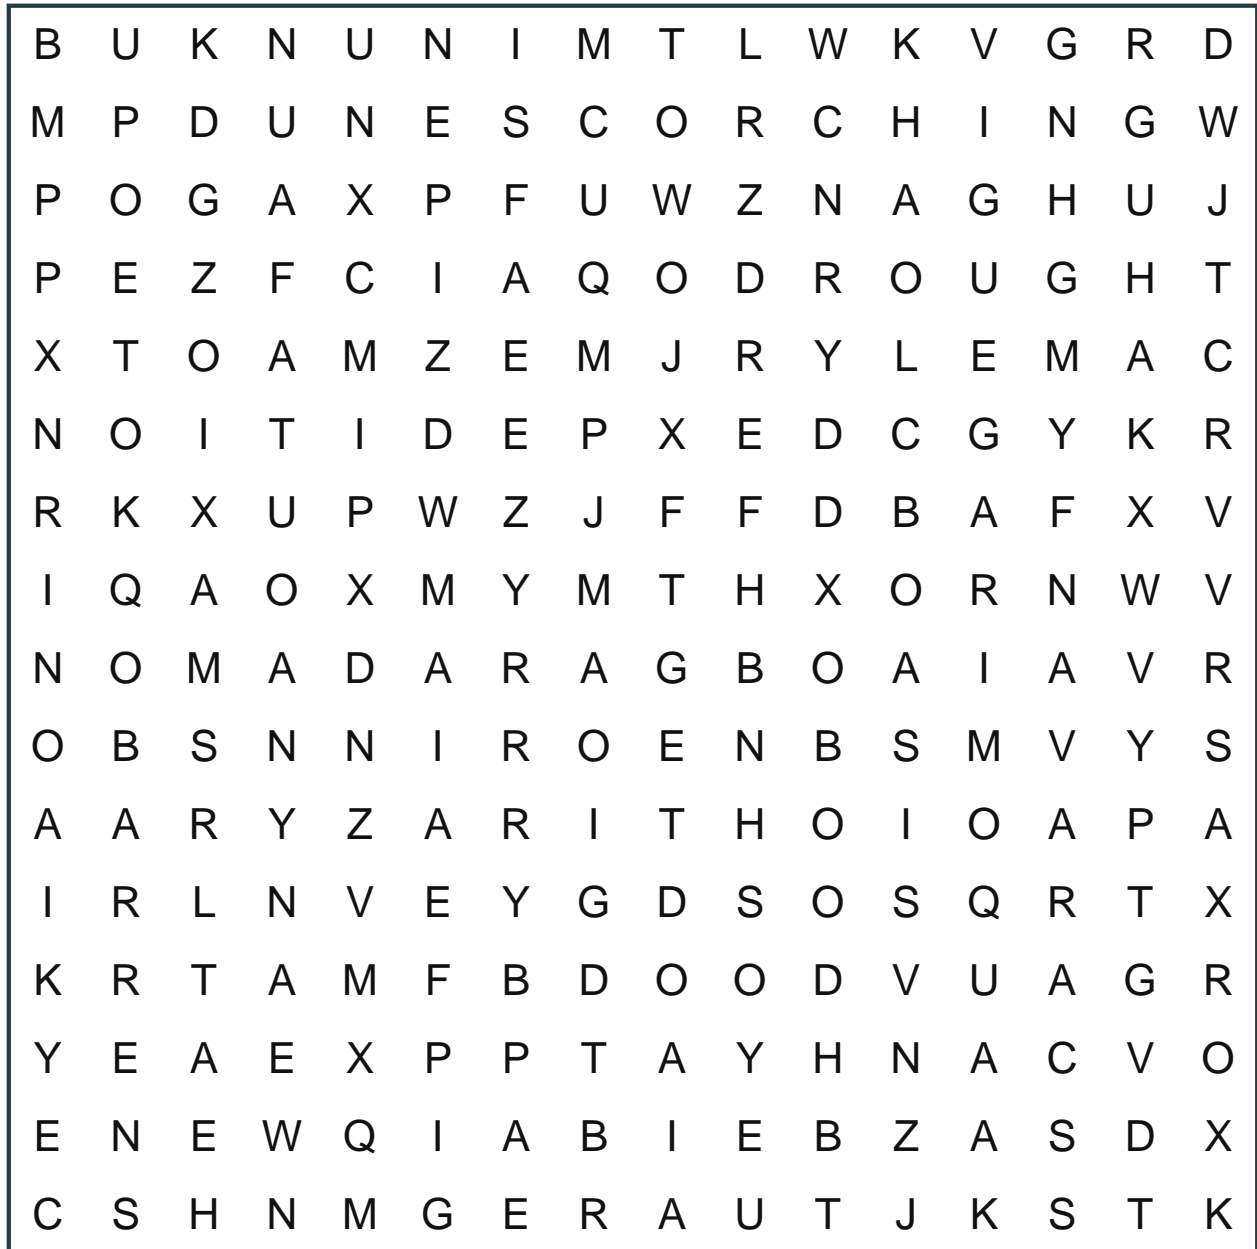 B U K N U N I M T L W K V G R D
M P D U N E S C O R C H I N G W
P O G A X P F U W Z N A G H U J
P E Z F C I A Q O D R O U G H T
X T O A M Z E M J R Y L E M A C
N O I T I D E P X E D C G Y K R
R K X U P W Z J F F D B A F X V
I Q A O X M Y M T H X O R N W V
N O M A D A R A G B O A I A V R
O B S N N I R O E N B S M V Y S
A A R Y Z A R I T H O I O A P A
I R L N V E Y G D S O S Q R T X
K R T A M F B D O O D V U A G R
Y E A E X P P T A Y H N A C V O
E N E W Q I A B I E B Z A S D X
C S H N M G E R A U T J K S T K